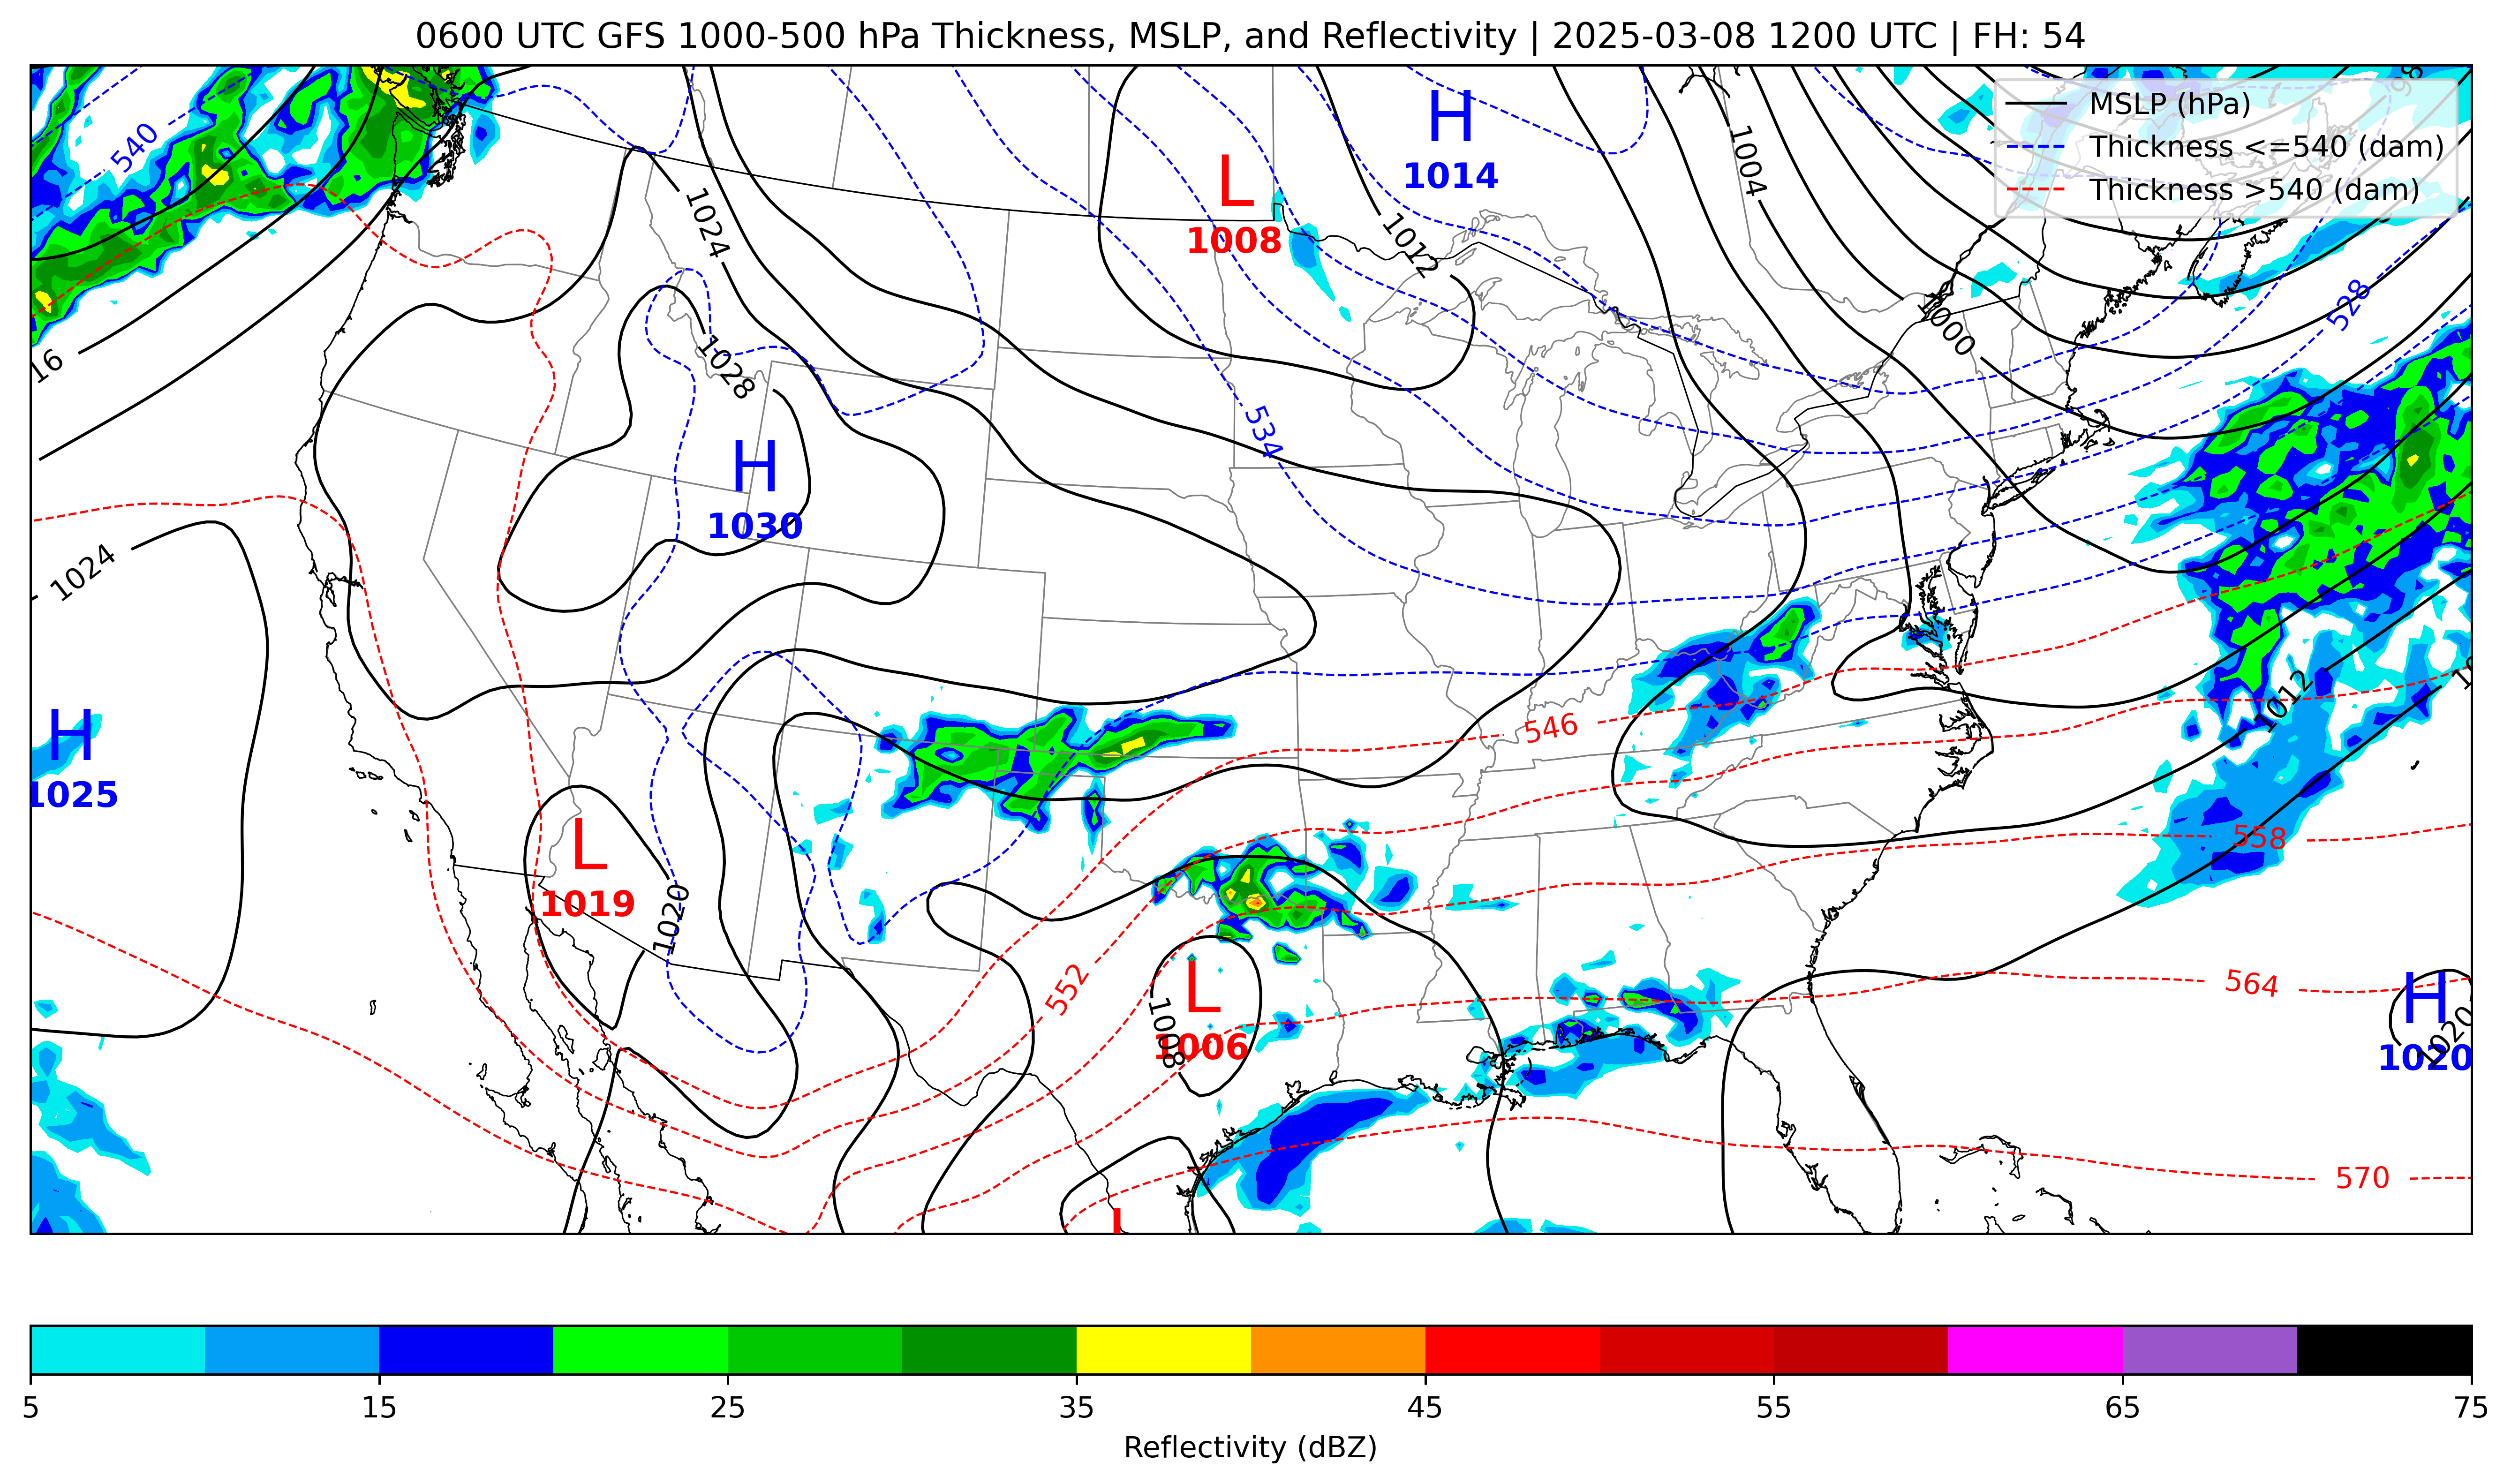 0600 UTC GFS 1000-500 hPa Thickness, MSLP, and Reflectivity | 2025-03-08 1200 UTC | FH: 54
MSLP (hPa)
Thickness <=540 (dam)
Thickness >540 (dam)
H
1014
L
1008
540
1004
1024
1012
528
1000
16
1028
534
H
1030
1024
1012
H
1025
546
558
L
1019
1020
552
564
L
1008
1006
H
1020
1020
570
L
5 15 25 35 45 55 65 75
Reflectivity (dBZ)